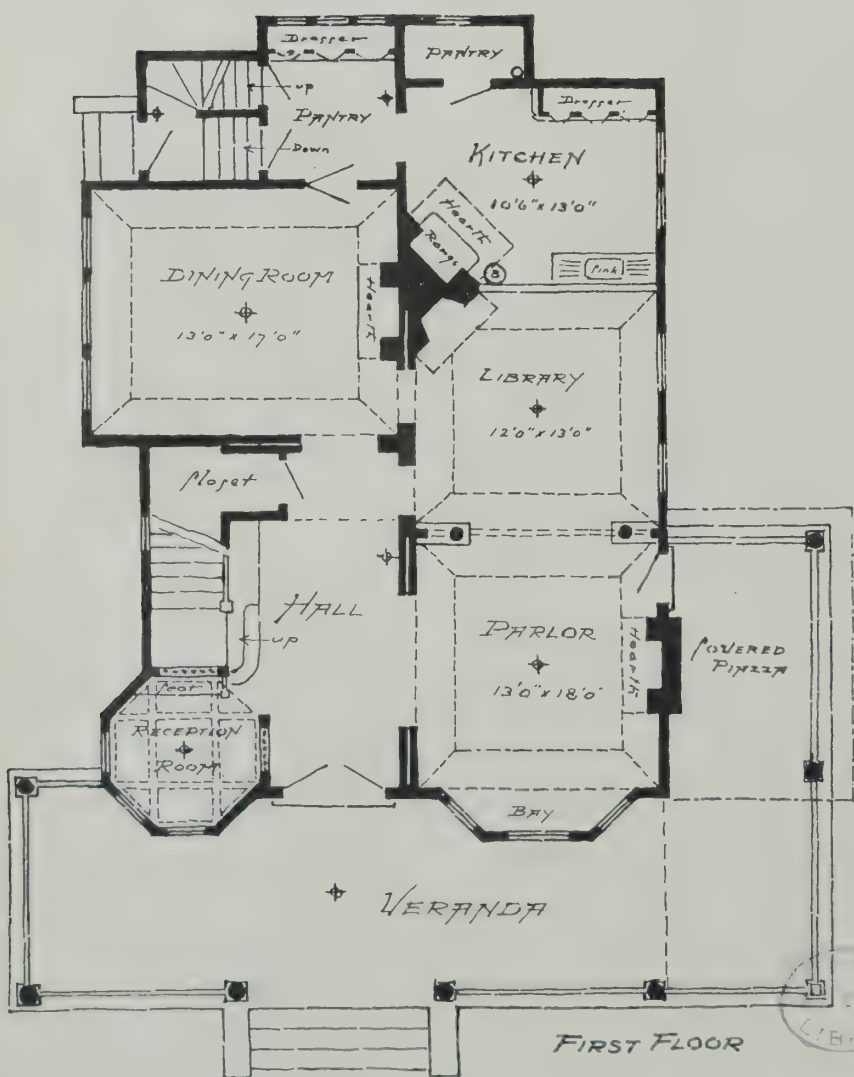 Dresser
PANTRY
up
PANTRY
Dresser
Down
KITCHEN
10'6" x 13'0"
Hearth
Range
B
Sink
DINING ROOM
13'0" x 17'0"
Hearth
LIBRARY
12'0" x 13'0"
Closet
HALL
up
PARLOR
13'0" x 18'0"
Hearth
COVERED
PIAZZA
Seat
RECEPTION
ROOM
BAY
VERANDA
FIRST FLOOR
LIB